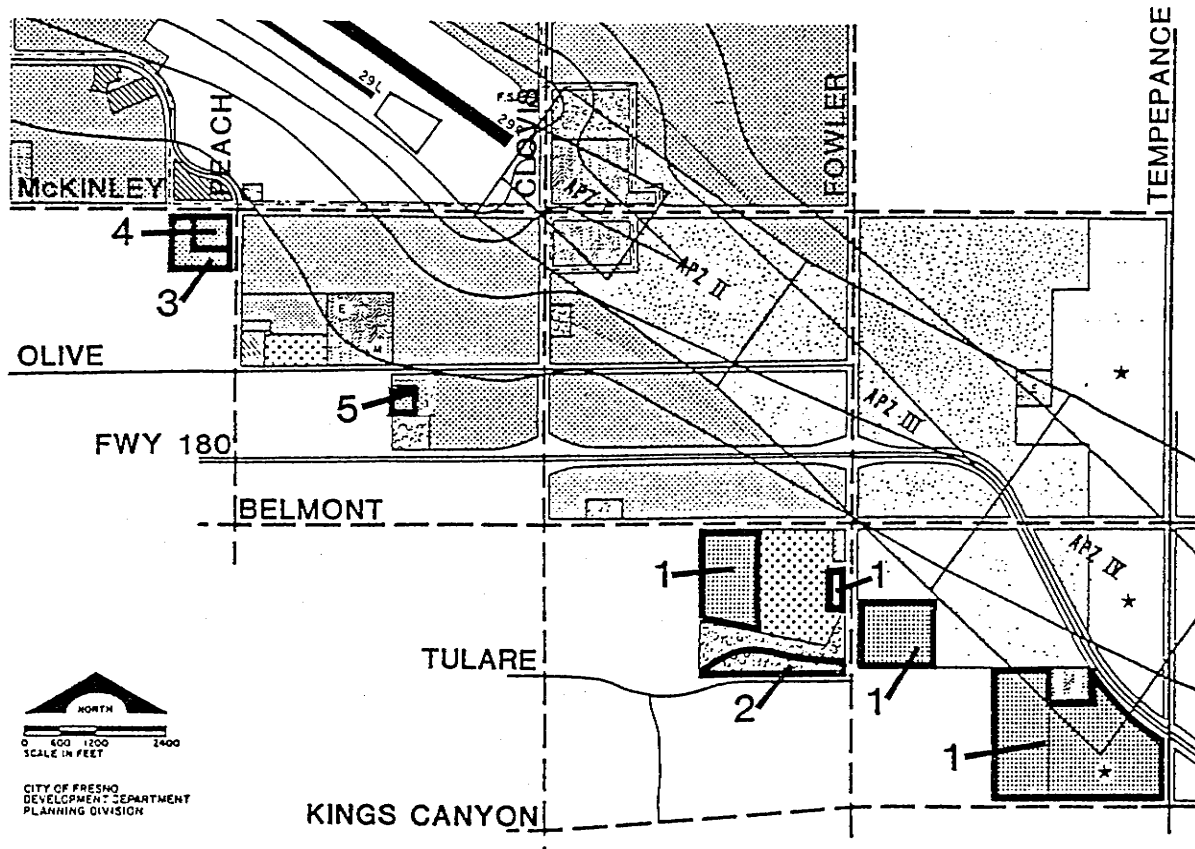 TEMPEPANCE
29L
F.S.
PEACH
CLOVIS
FOWLER
McKINLEY
APZ
4
APZ II
3
E
OLIVE
5
APZ III
FWY 180
BELMONT
APZ IV
1
1
TULARE
1
2
1
NORTH
0 600 1200 2400
SCALE IN FEET
CITY OF FRESNO
DEVELOPMENT DEPARTMENT
PLANNING DIVISION
KINGS CANYON